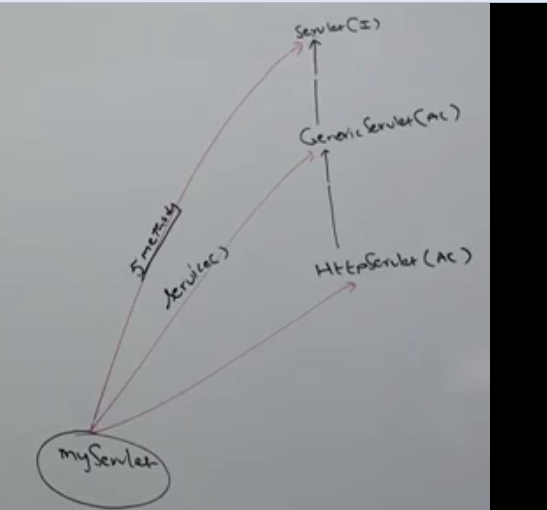 Servlet(I)
GenericServlet(AC)
5 methods
service()
HttpServlet(AC)
myServlet